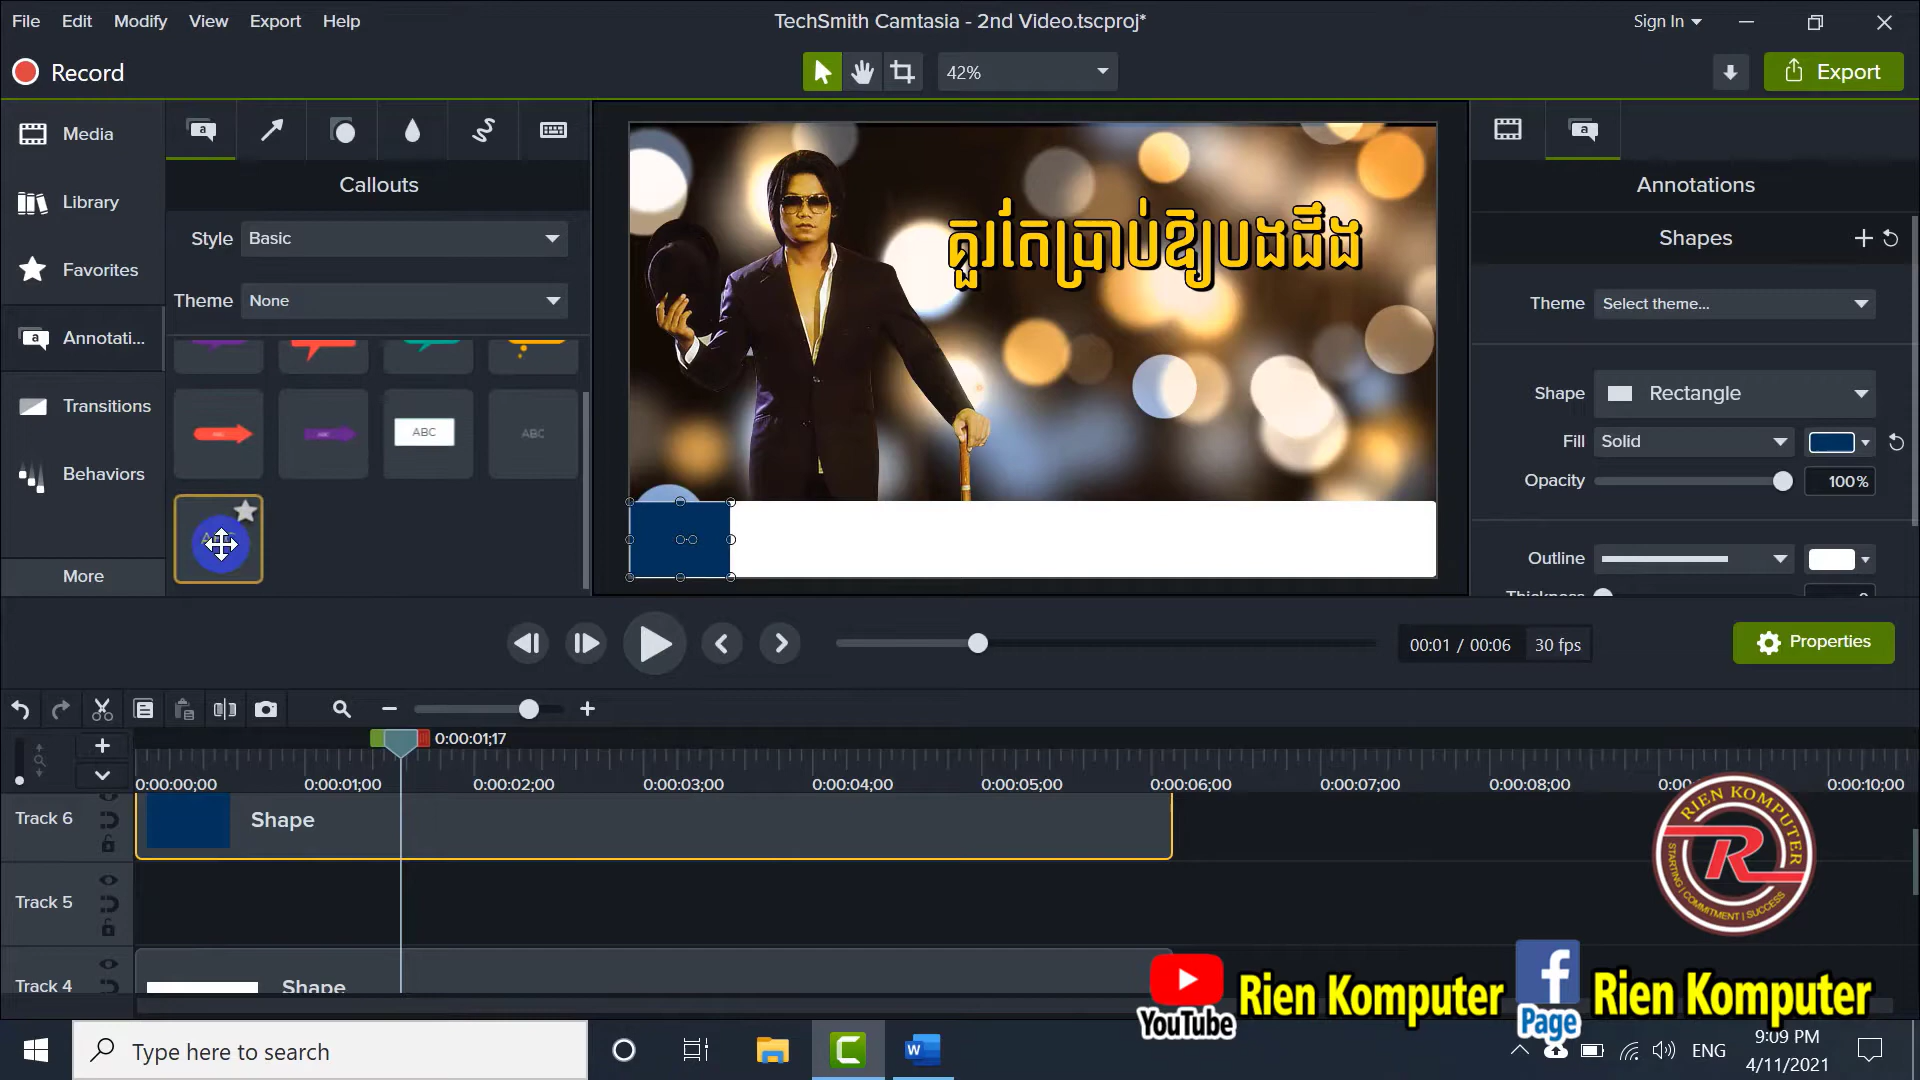 File Edit Modify View Export Help
TechSmith Camtasia - 2nd Video.tscproj*
Sign In
Record
42%
Export
Media
Library
Favorites
Annotati...
Transitions
Behaviors
More
Callouts
Style Basic
Theme None
ABC
ABC
គួរតែប្រាប់ឱ្យបងដឹង
Annotations
Shapes
Theme Select theme...
Shape Rectangle
Fill Solid
Opacity 100%
Outline
00:01 / 00:06 30 fps
Properties
0:00:01;17
0:00:00;00 0:00:01;00 0:00:02;00 0:00:03;00 0:00:04;00 0:00:05;00 0:00:06;00 0:00:07;00 0:00:08;00 0:00:10;00
Track 6 Shape
Track 5
Track 4 Shape
RIEN KOMPUTER
STARTING | COMMITMENT | SUCCESS
YouTube Rien Komputer
Page Rien Komputer
Type here to search
ENG
9:09 PM
4/11/2021